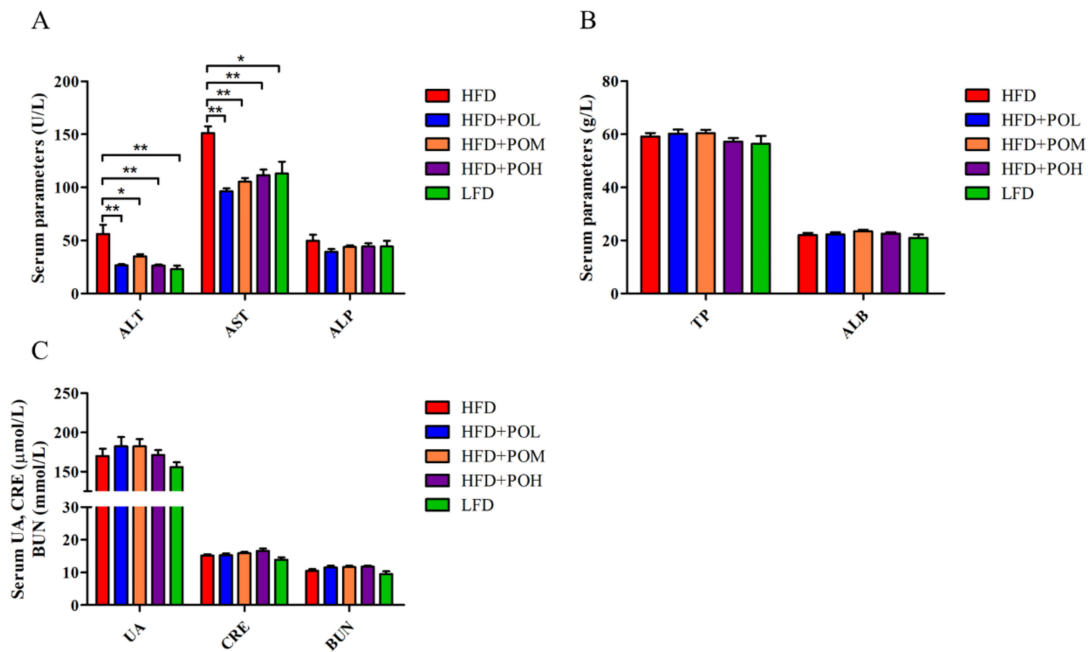 A
Serum parameters (U/L)
200
150
100
50
0
**
*
**
**
**
**
**
*
ALT
AST
ALP
HFD
HFD+POL
HFD+POM
HFD+POH
LFD
B
Serum parameters (g/L)
80
60
40
20
0
TP
ALB
HFD
HFD+POL
HFD+POM
HFD+POH
LFD
C
Serum UA, CRE (μmol/L)
BUN (mmol/L)
250
200
150
30
20
10
0
UA
CRE
BUN
HFD
HFD+POL
HFD+POM
HFD+POH
LFD